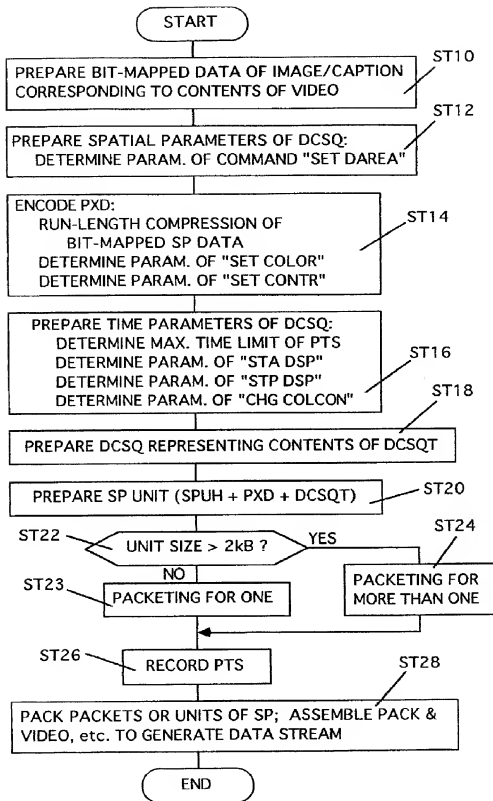 START
ST10
PREPARE BIT-MAPPED DATA OF IMAGE/CAPTION
CORRESPONDING TO CONTENTS OF VIDEO
ST12
PREPARE SPATIAL PARAMETERS OF DCSQ:
DETERMINE PARAM. OF COMMAND "SET DAREA"
ST14
ENCODE PXD:
RUN-LENGTH COMPRESSION OF
BIT-MAPPED SP DATA
DETERMINE PARAM. OF "SET COLOR"
DETERMINE PARAM. OF "SET CONTR"
PREPARE TIME PARAMETERS OF DCSQ:
DETERMINE MAX. TIME LIMIT OF PTS
DETERMINE PARAM. OF "STA DSP"
DETERMINE PARAM. OF "STP DSP"
DETERMINE PARAM. OF "CHG COLCON"
ST16
ST18
PREPARE DCSQ REPRESENTING CONTENTS OF DCSQT
PREPARE SP UNIT (SPUH + PXD + DCSQT)
ST20
ST22
UNIT SIZE > 2kB ?
YES
ST24
NO
ST23
PACKETING FOR ONE
PACKETING FOR
MORE THAN ONE
ST26
RECORD PTS
ST28
PACK PACKETS OR UNITS OF SP; ASSEMBLE PACK &
VIDEO, etc. TO GENERATE DATA STREAM
END